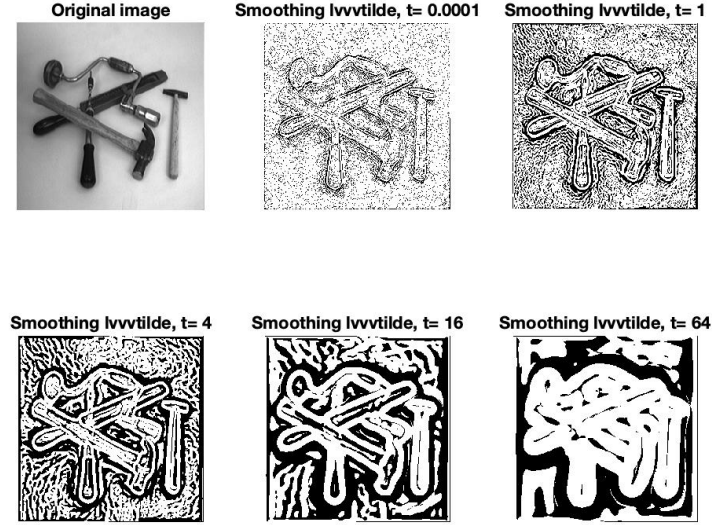 Original image
Smoothing lvvvtilde, t= 0.0001
Smoothing lvvvtilde, t= 1
Smoothing lvvvtilde, t= 4
Smoothing lvvvtilde, t= 16
Smoothing lvvvtilde, t= 64